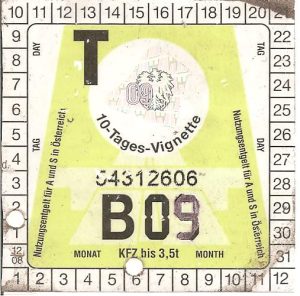 10 11 12 13 14 15 16 17 18 19 20 21
9 22
8 23
7 24
6 25
5 26
4 27
3 28
2 29
1 30
12/08 31
1 2 3 4 5 6 7 8 9 10 11 12
DAY
TAG
TAG
DAY
T
09
10-Tages-Vignette
Nutzungsentgelt für A und S in Österreich
Nutzungsentgelt für A und S in Österreich
04312606
B09
MONAT KFZ bis 3,5t MONTH